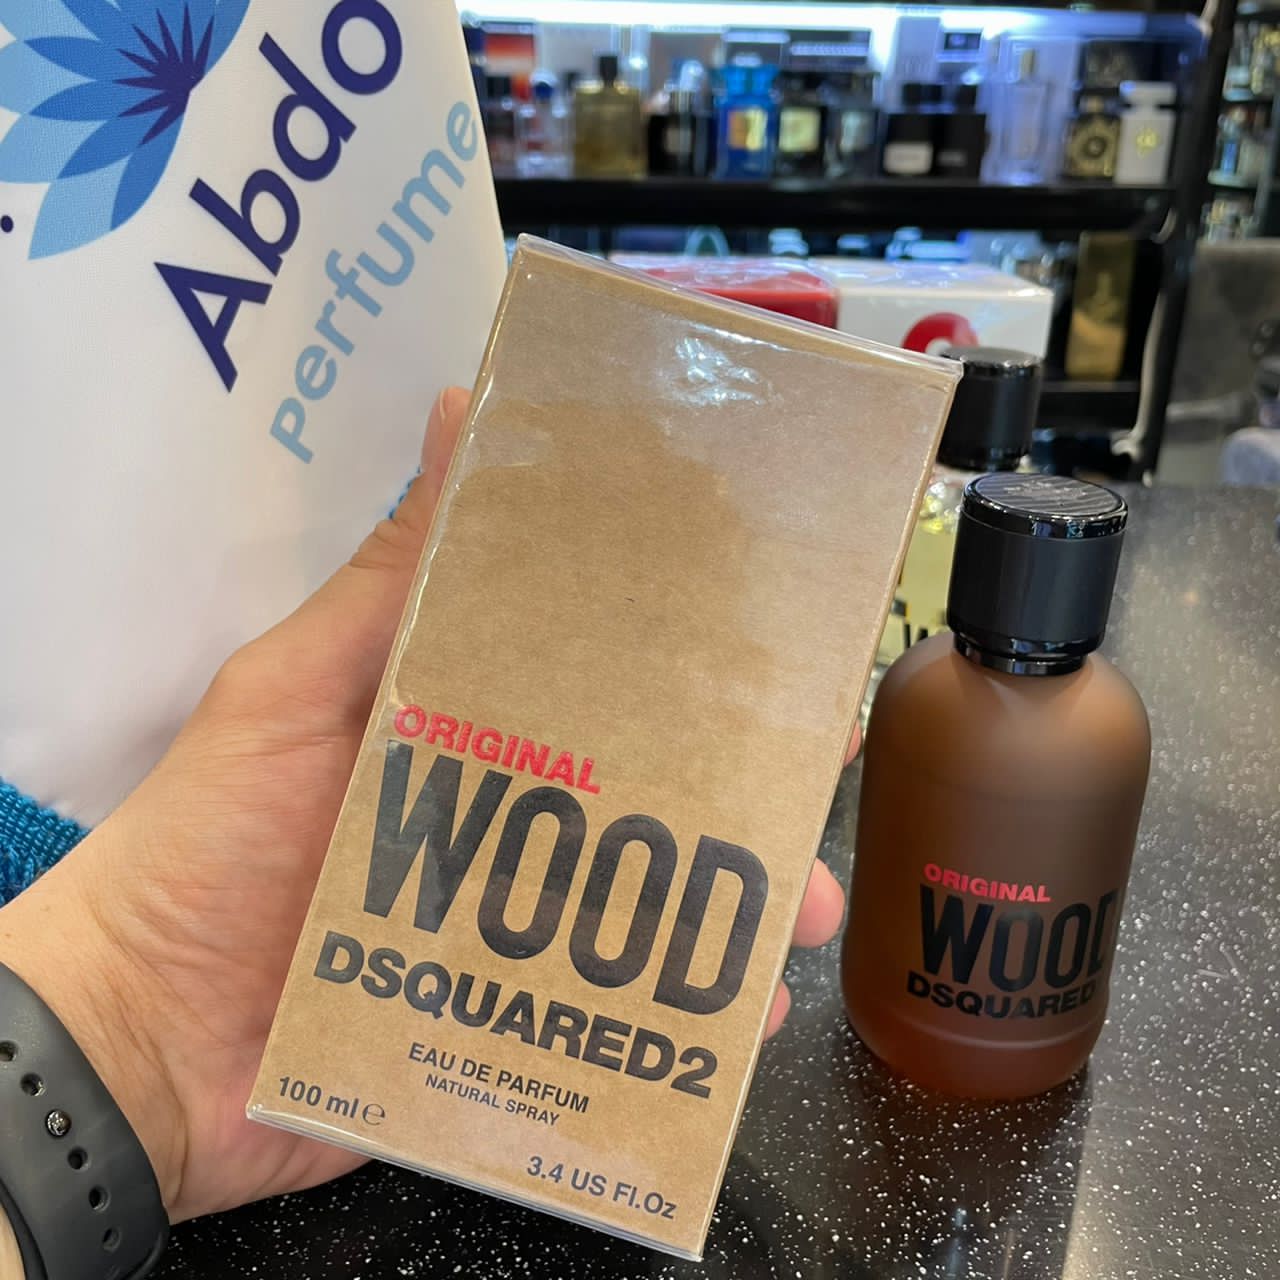 Abdo
Perfume
ORIGINAL
WOOD
DSQUARED2
EAU DE PARFUM
NATURAL SPRAY
100 ml e
3.4 US Fl.Oz
ORIGINAL
WOOD
DSQUARED